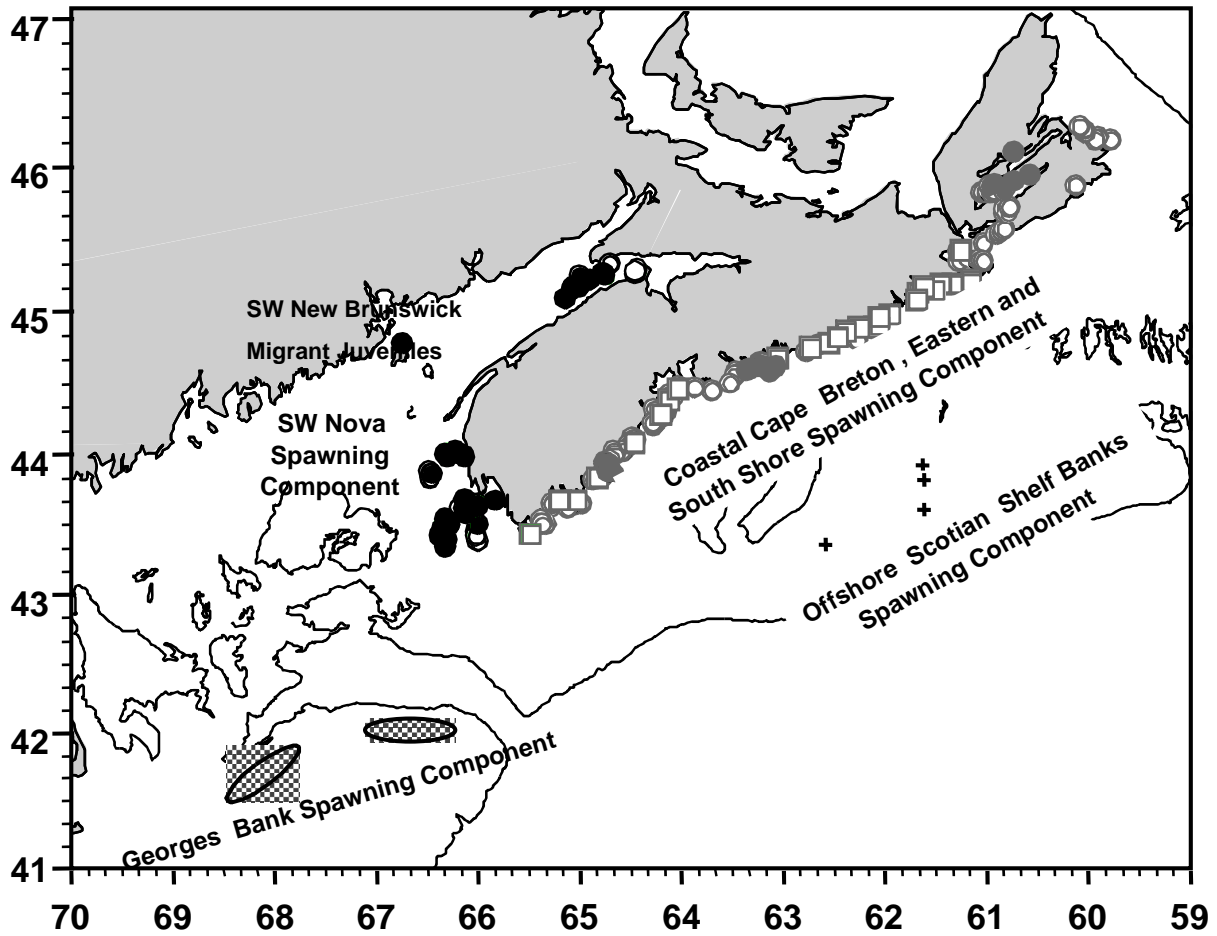 47
46
45
44
43
42
41
SW New Brunswick
Migrant Juveniles
SW Nova
Spawning
Component
Coastal Cape Breton , Eastern and
South Shore Spawning Component
Offshore Scotian Shelf Banks
Spawning Component
Georges Bank Spawning Component
70 69 68 67 66 65 64 63 62 61 60 59